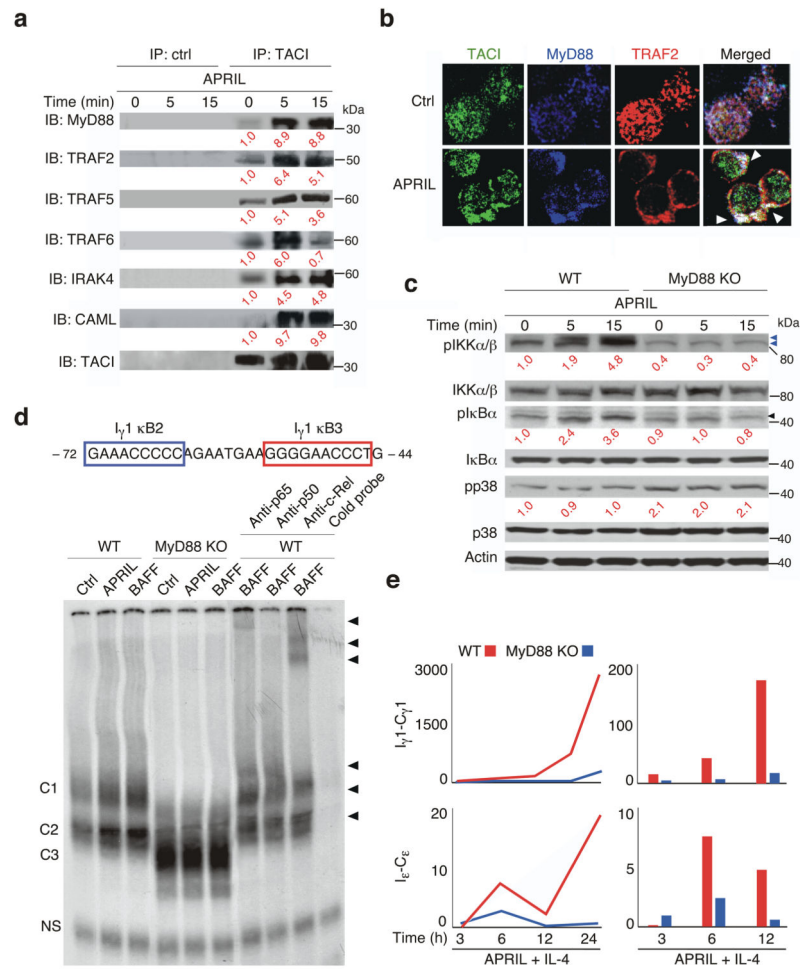 a
IP: ctrl IP: TACI
APRIL
Time (min) 0 5 15 0 5 15 kDa
IB: MyD88 30
1.0 8.9 8.8
IB: TRAF2 50
1.0 6.4 5.1
IB: TRAF5 60
1.0 5.1 3.6
IB: TRAF6 60
1.0 6.0 0.7
IB: IRAK4 60
1.0 4.5 4.8
IB: CAML 30
1.0 9.7 9.8
IB: TACI 30
b
TACI MyD88 TRAF2 Merged
Ctrl
APRIL
c
WT MyD88 KO
APRIL
Time (min) 0 5 15 0 5 15 kDa
pIKKα/β 80
1.0 1.9 4.8 0.4 0.3 0.4
IKKα/β 80
pIκBα 40
1.0 2.4 3.6 0.9 1.0 0.8
IκBα 40
pp38 40
1.0 0.9 1.0 2.1 2.0 2.1
p38 40
Actin 40
d
Iγ1 κB2 Iγ1 κB3
– 72 GAAACCCCCAGAATGAAGGGGAACCCTG – 44
Anti-p65 Anti-p50 Anti-c-Rel Cold probe
WT MyD88 KO WT
Ctrl APRIL BAFF Ctrl APRIL BAFF BAFF BAFF BAFF
C1
C2
C3
NS
e
WT MyD88 KO
Iγ1-Cγ1
3000
1500
0
200
100
0
Iε-Cε
20
10
0
10
5
0
Time (h) 3 6 12 24 3 6 12
APRIL + IL-4 APRIL + IL-4